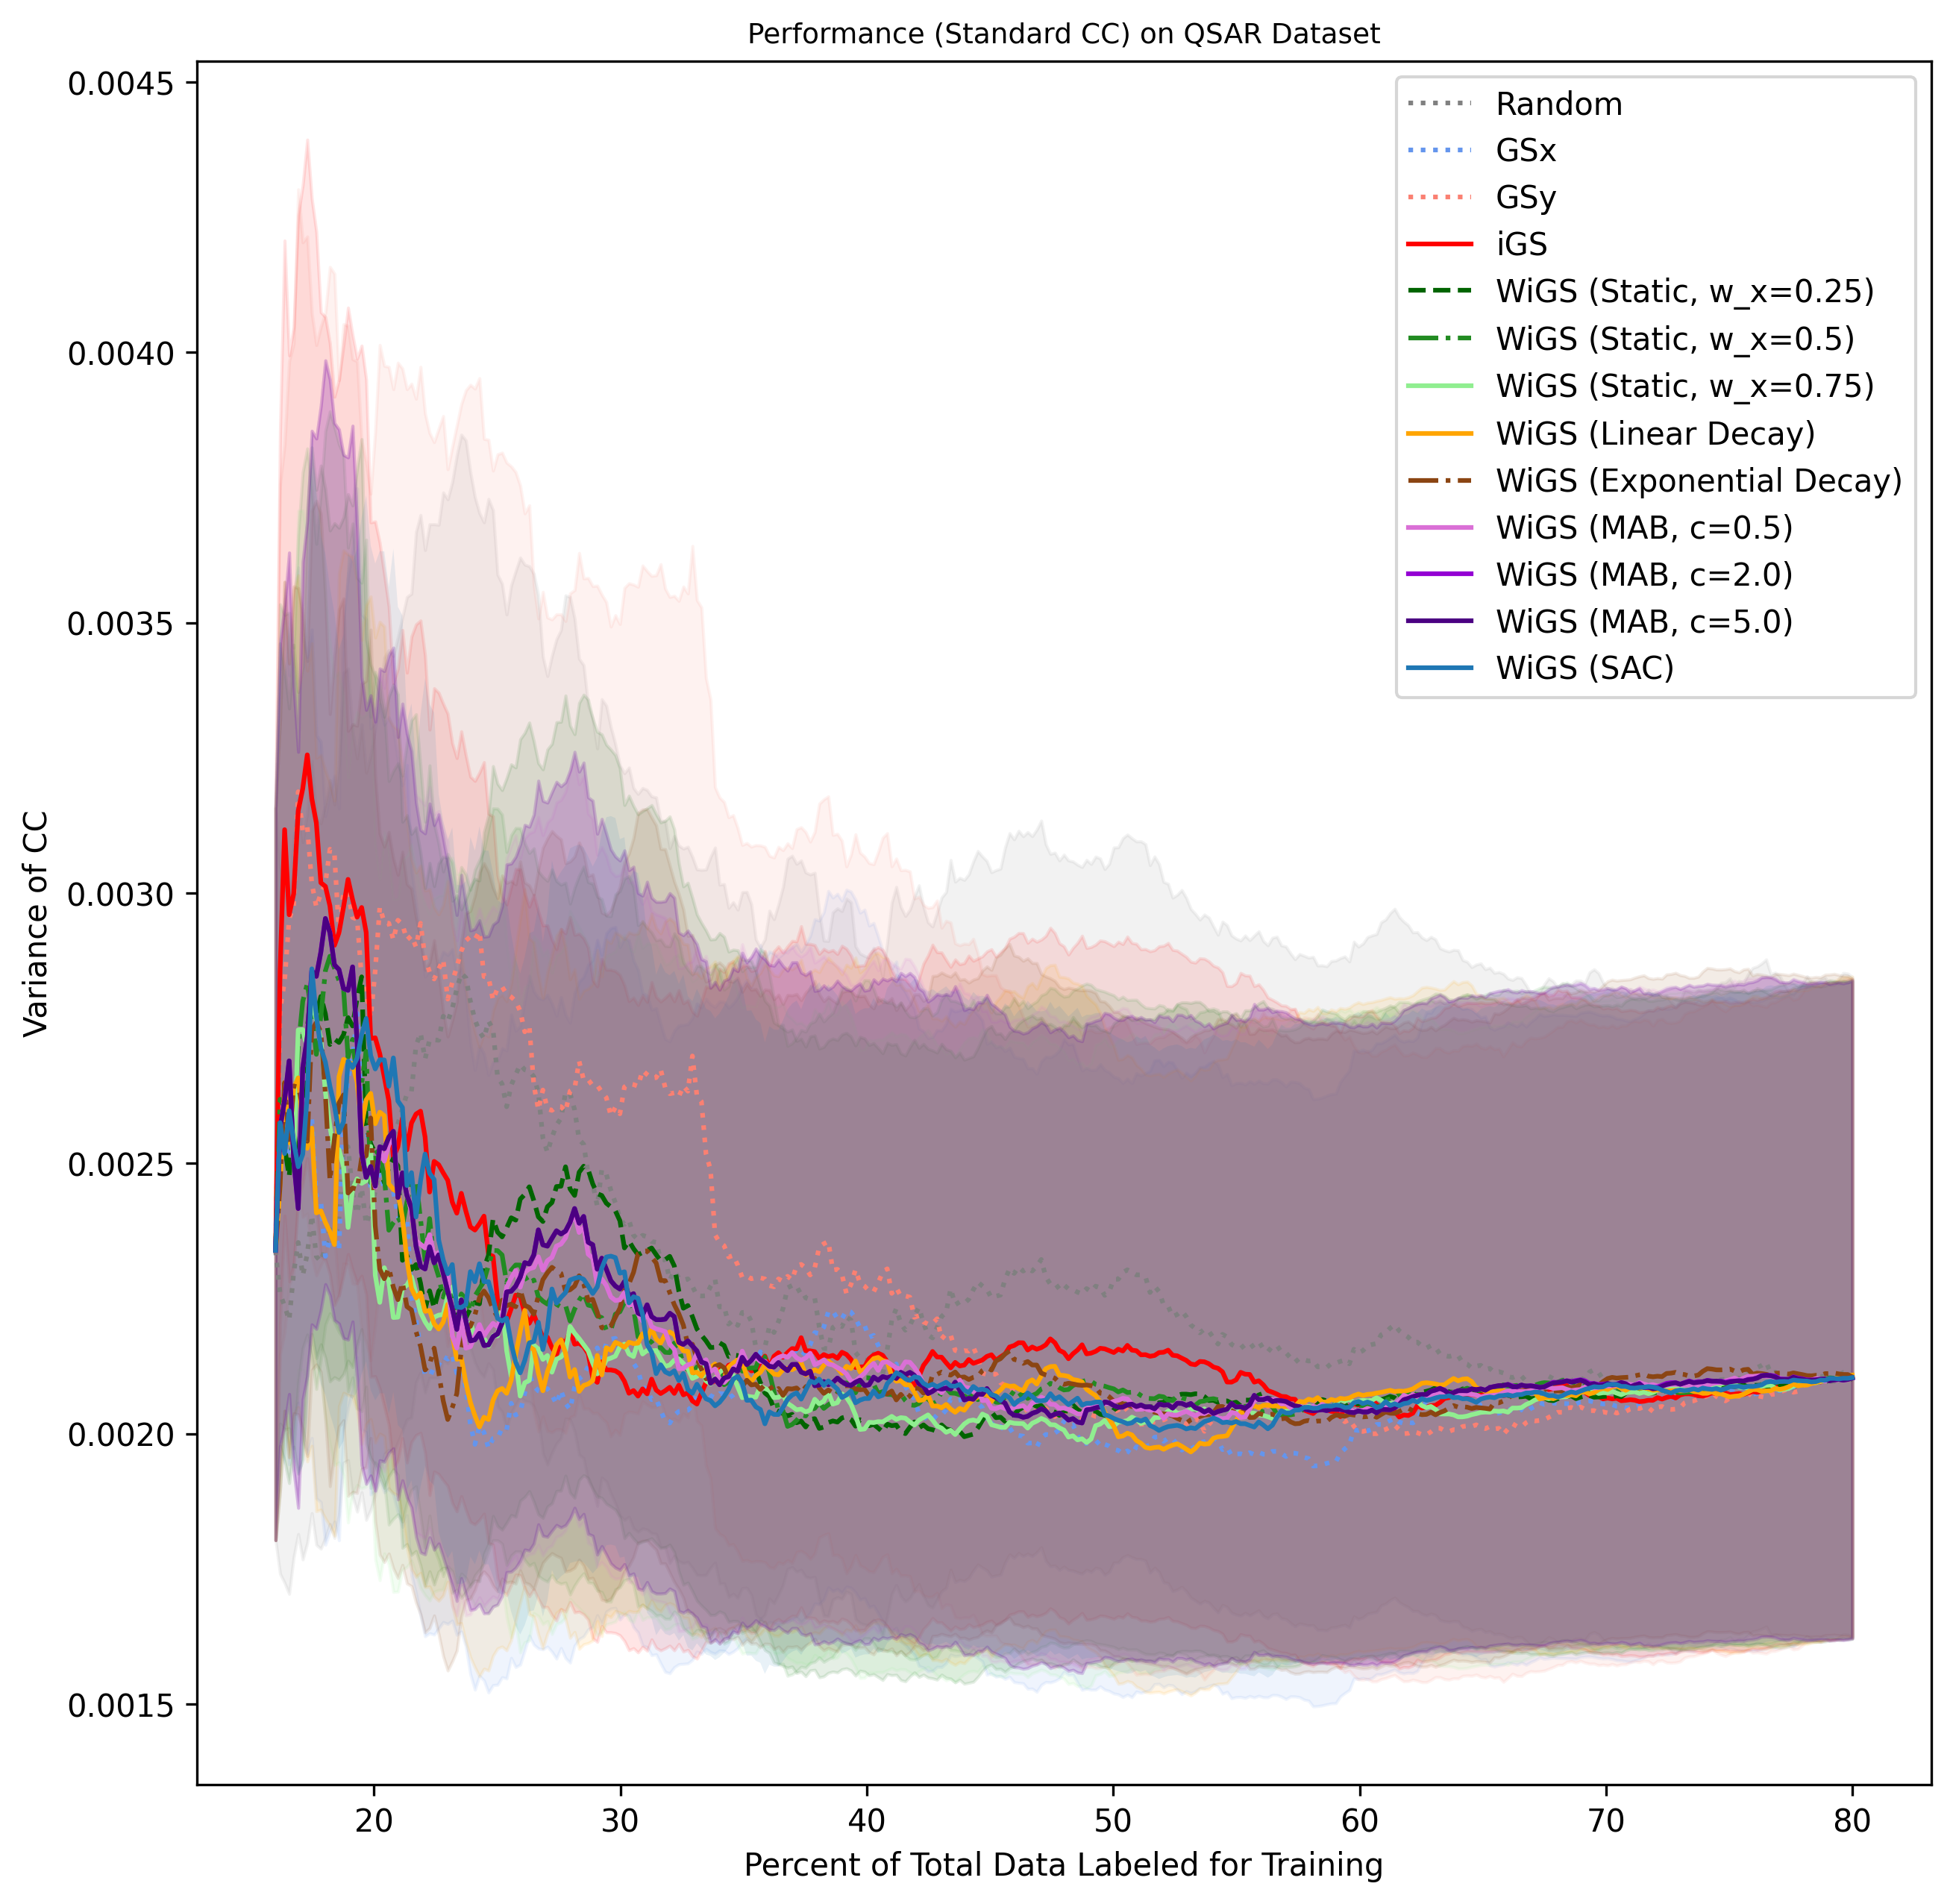 Performance (Standard CC) on QSAR Dataset
0.0045
0.0040
0.0035
0.0030
0.0025
0.0020
0.0015
Variance of CC
Random
GSx
GSy
iGS
WiGS (Static, w_x=0.25)
WiGS (Static, w_x=0.5)
WiGS (Static, w_x=0.75)
WiGS (Linear Decay)
WiGS (Exponential Decay)
WiGS (MAB, c=0.5)
WiGS (MAB, c=2.0)
WiGS (MAB, c=5.0)
WiGS (SAC)
20 30 40 50 60 70 80
Percent of Total Data Labeled for Training